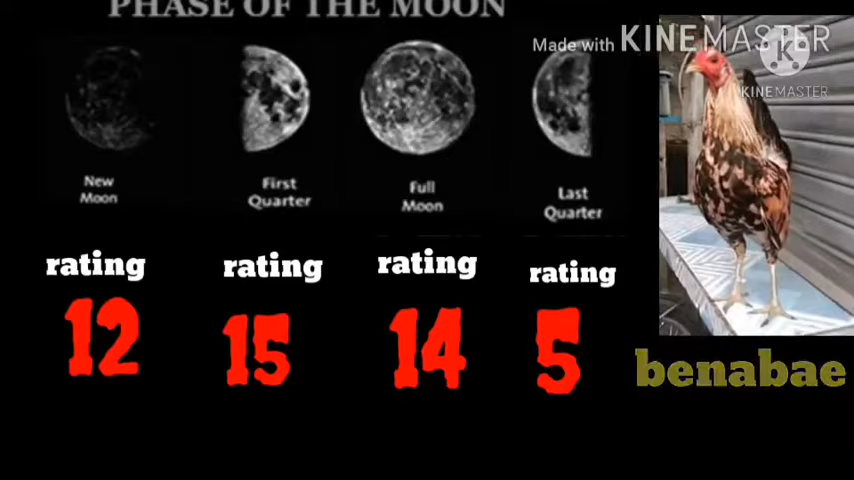 PHASE OF THE MOON
Made with KINEMASTER
KINEMASTER
New
Moon
First
Quarter
Full
Moon
Last
Quarter
rating
rating
rating
rating
12
15
14
5
benabae